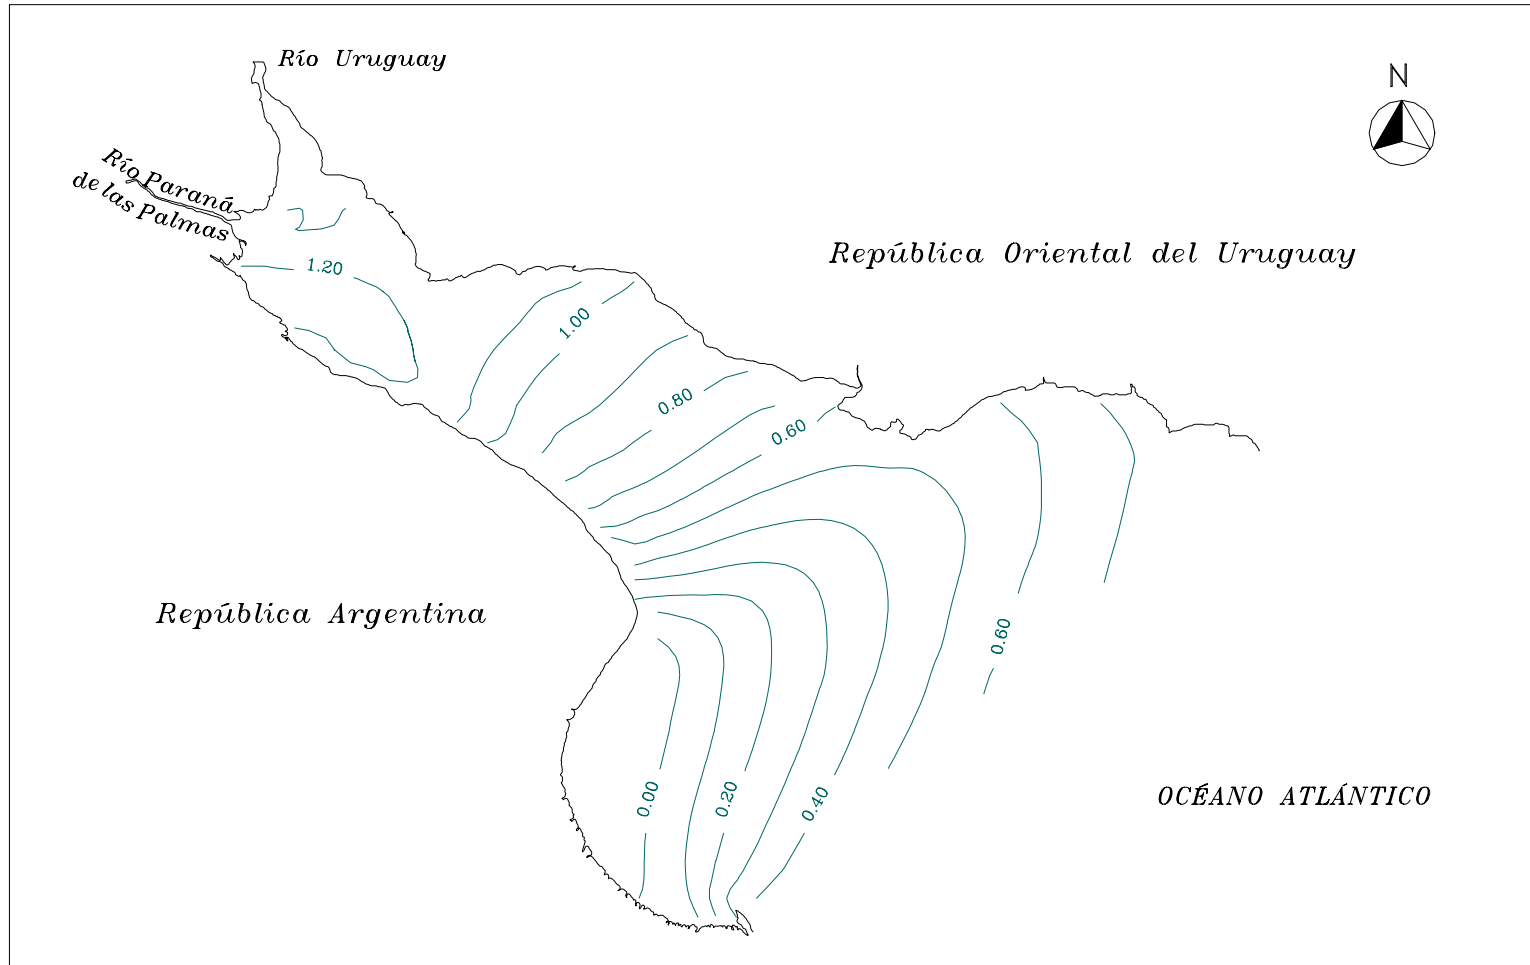 Río Uruguay
N
Río Paraná
de las Palmas
República Oriental del Uruguay
1.20
1.00
0.80
0.60
República Argentina
0.60
0.00
0.20
0.40
OCÉANO ATLÁNTICO